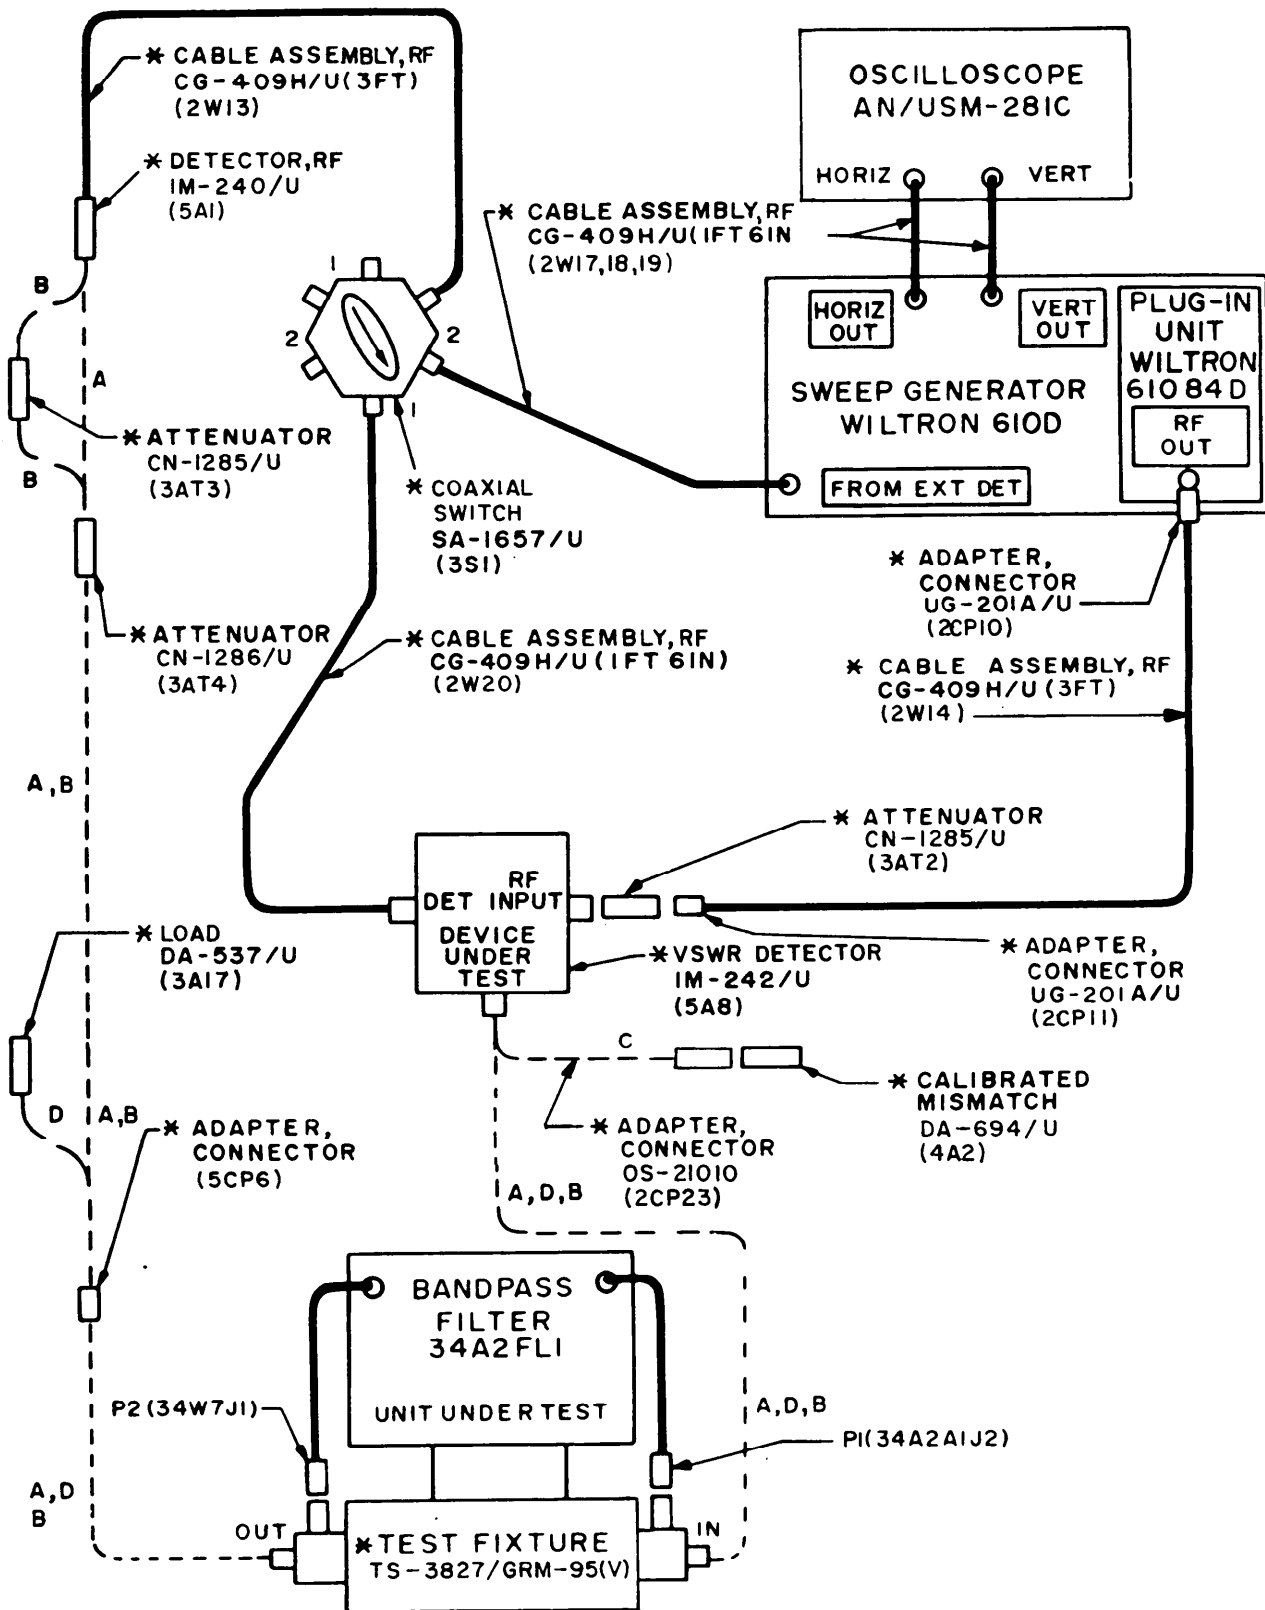 * CABLE ASSEMBLY, RF
CG-409H/U(3FT)
(2W13)
* DETECTOR, RF
IM-240/U
(5A1)
OSCILLOSCOPE
AN/USM-281C
HORIZ
VERT
* CABLE ASSEMBLY, RF
CG-409H/U(1FT 6IN
(2W17,18,19)
B
A
B
1
2
2
1
HORIZ
OUT
VERT
OUT
PLUG-IN
UNIT
WILTRON
61084D
RF
OUT
SWEEP GENERATOR
WILTRON 610D
FROM EXT DET
* ATTENUATOR
CN-1285/U
(3AT3)
* COAXIAL
SWITCH
SA-1657/U
(3S1)
* ADAPTER,
CONNECTOR
UG-201A/U
(2CP10)
* ATTENUATOR
CN-1286/U
(3AT4)
* CABLE ASSEMBLY, RF
CG-409H/U(1FT 6IN)
(2W20)
* CABLE ASSEMBLY, RF
CG-409H/U(3FT)
(2W14)
A,B
* ATTENUATOR
CN-1285/U
(3AT2)
RF
DET INPUT
DEVICE
UNDER
TEST
* LOAD
DA-537/U
(3A17)
* VSWR DETECTOR
IM-242/U
(5A8)
* ADAPTER,
CONNECTOR
UG-201A/U
(2CP11)
C
D
A,B
* ADAPTER,
CONNECTOR
(5CP6)
* ADAPTER,
CONNECTOR
OS-21010
(2CP23)
* CALIBRATED
MISMATCH
DA-694/U
(4A2)
A,D,B
BANDPASS
FILTER
34A2FL1
UNIT UNDER TEST
P2(34W7J1)
A,D,B
P1(34A2A1J2)
A,D
B
OUT
IN
*TEST FIXTURE
TS-3827/GRM-95(V)